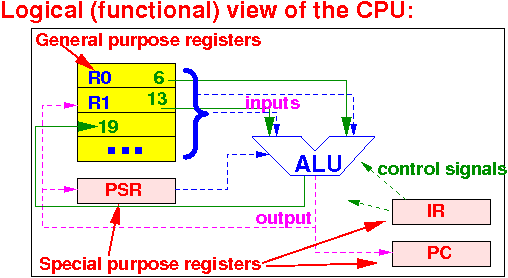 Logical (functional) view of the CPU:
General purpose registers
R0 6
R1 13
inputs
19
ALU
control signals
PSR
IR
output
PC
Special purpose registers